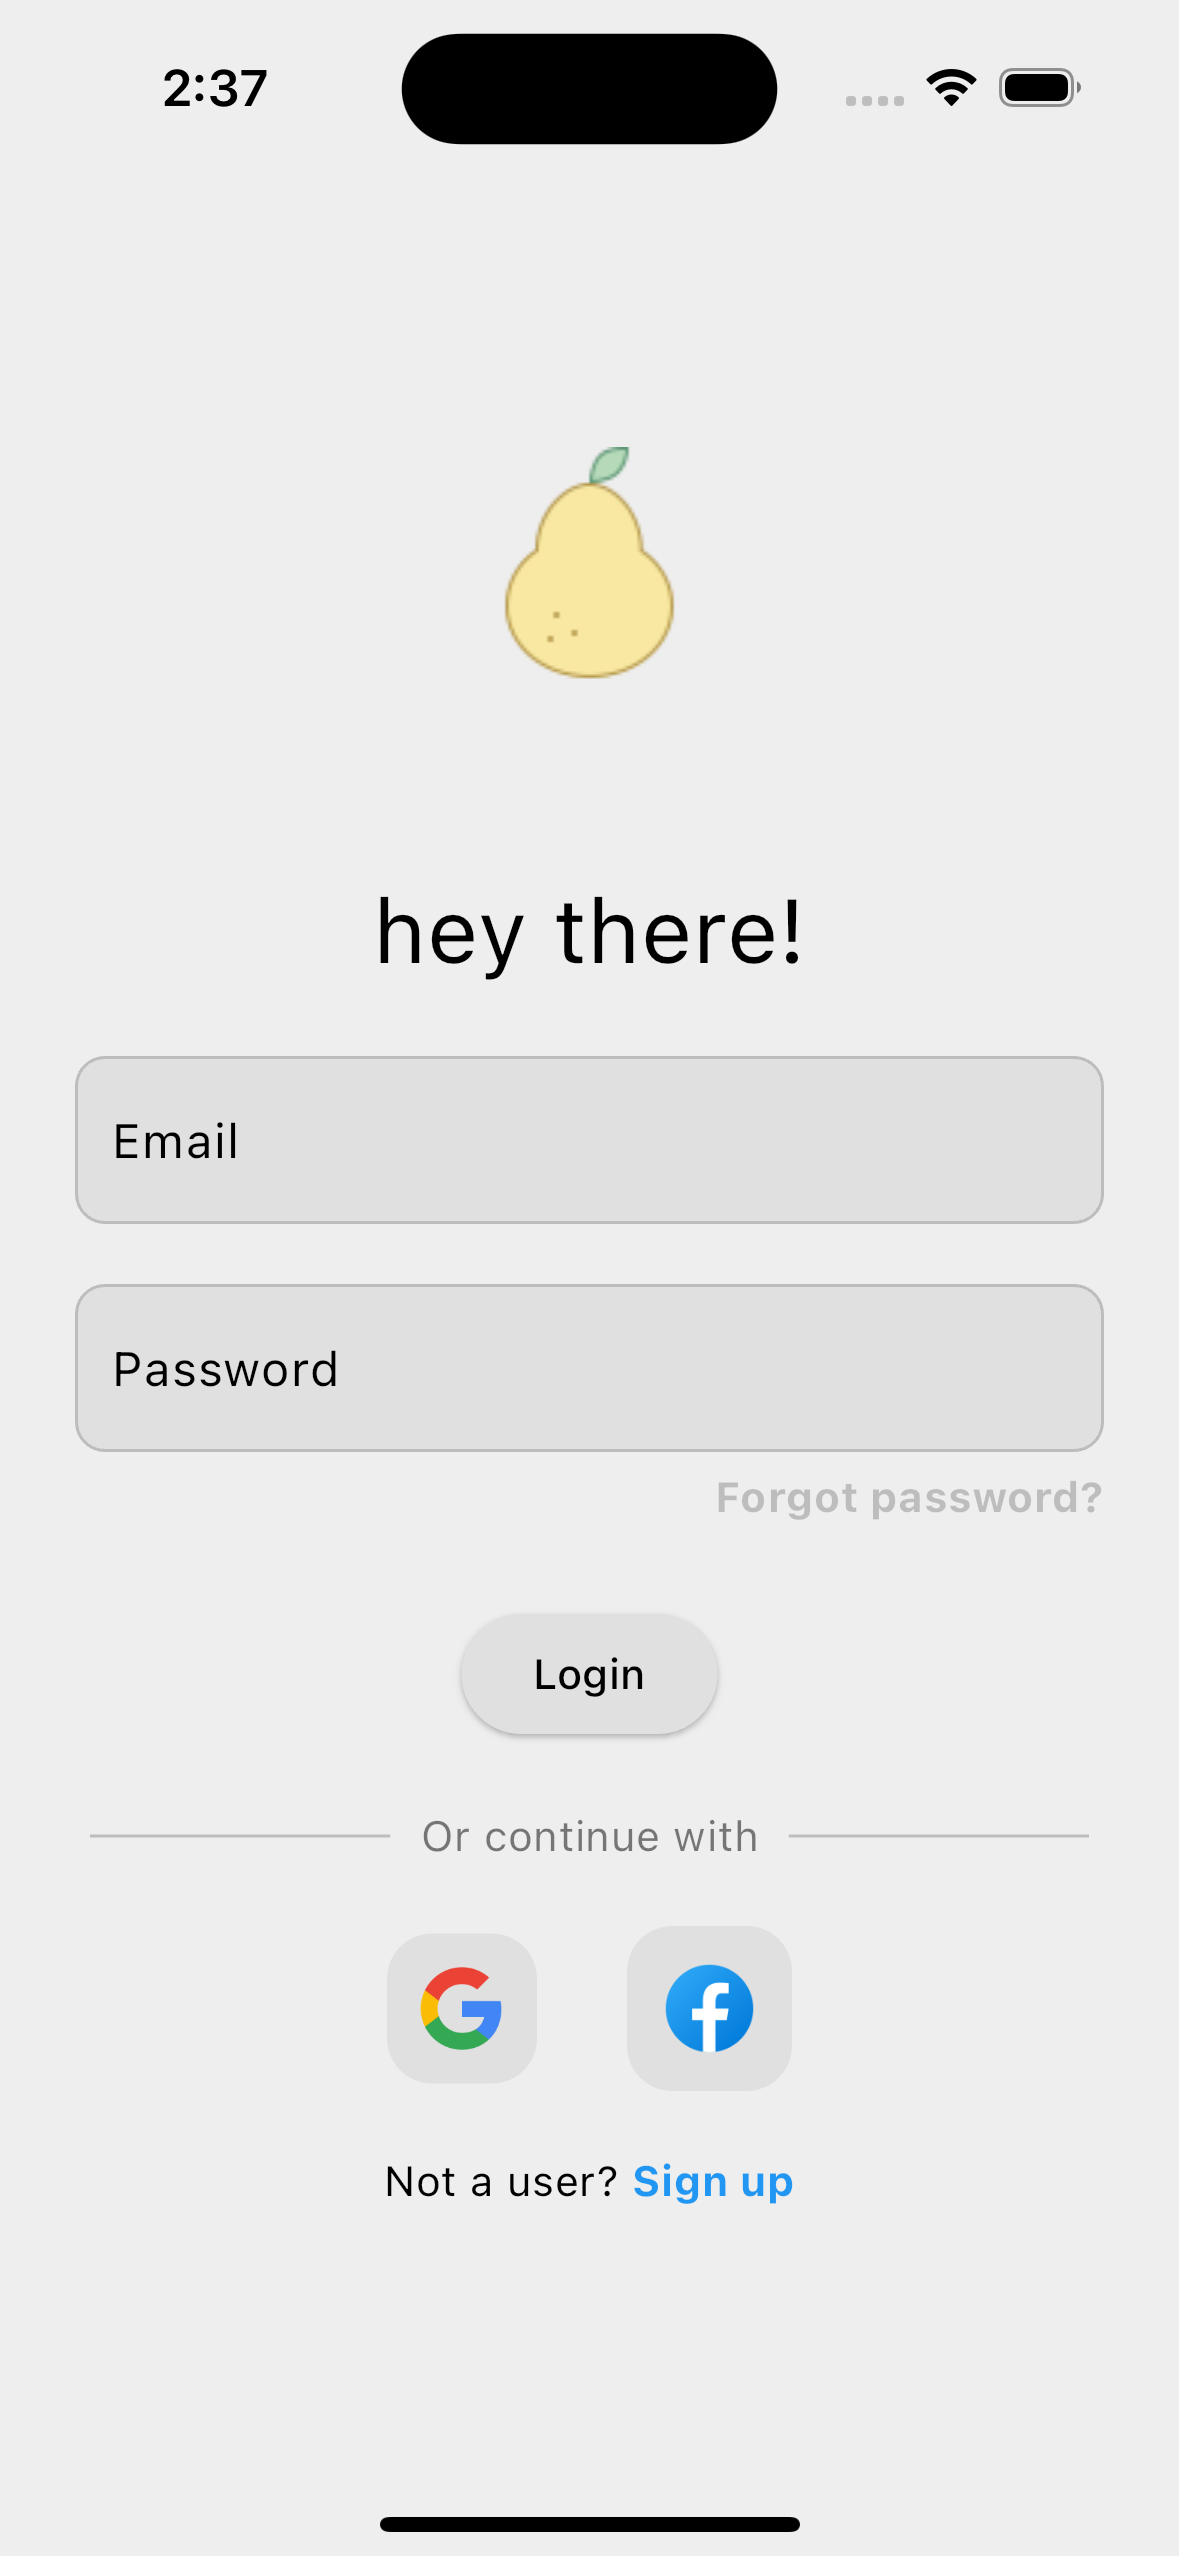 2:37
hey there!
Email
Password
Forgot password?
Login
Or continue with
Not a user? Sign up